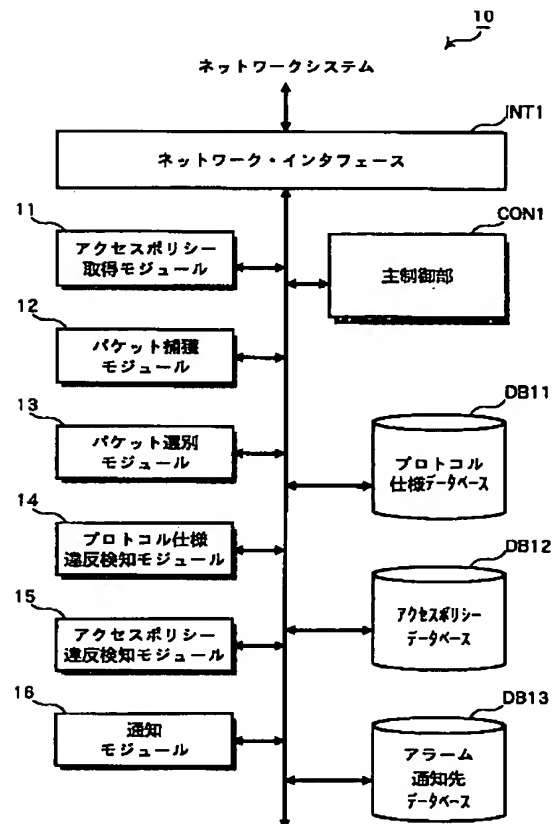 10
ネットワークシステム
INT1
ネットワーク・インタフェース
11
アクセスポリシー
取得モジュール
CON1
主制御部
12
パケット捕獲
モジュール
13
パケット選別
モジュール
DB11
プロトコル
仕様データベース
14
プロトコル仕様
違反検知モジュール
DB12
アクセスポリシー
データベース
15
アクセスポリシー
違反検知モジュール
16
通知
モジュール
DB13
アラーム
通知先
データベース